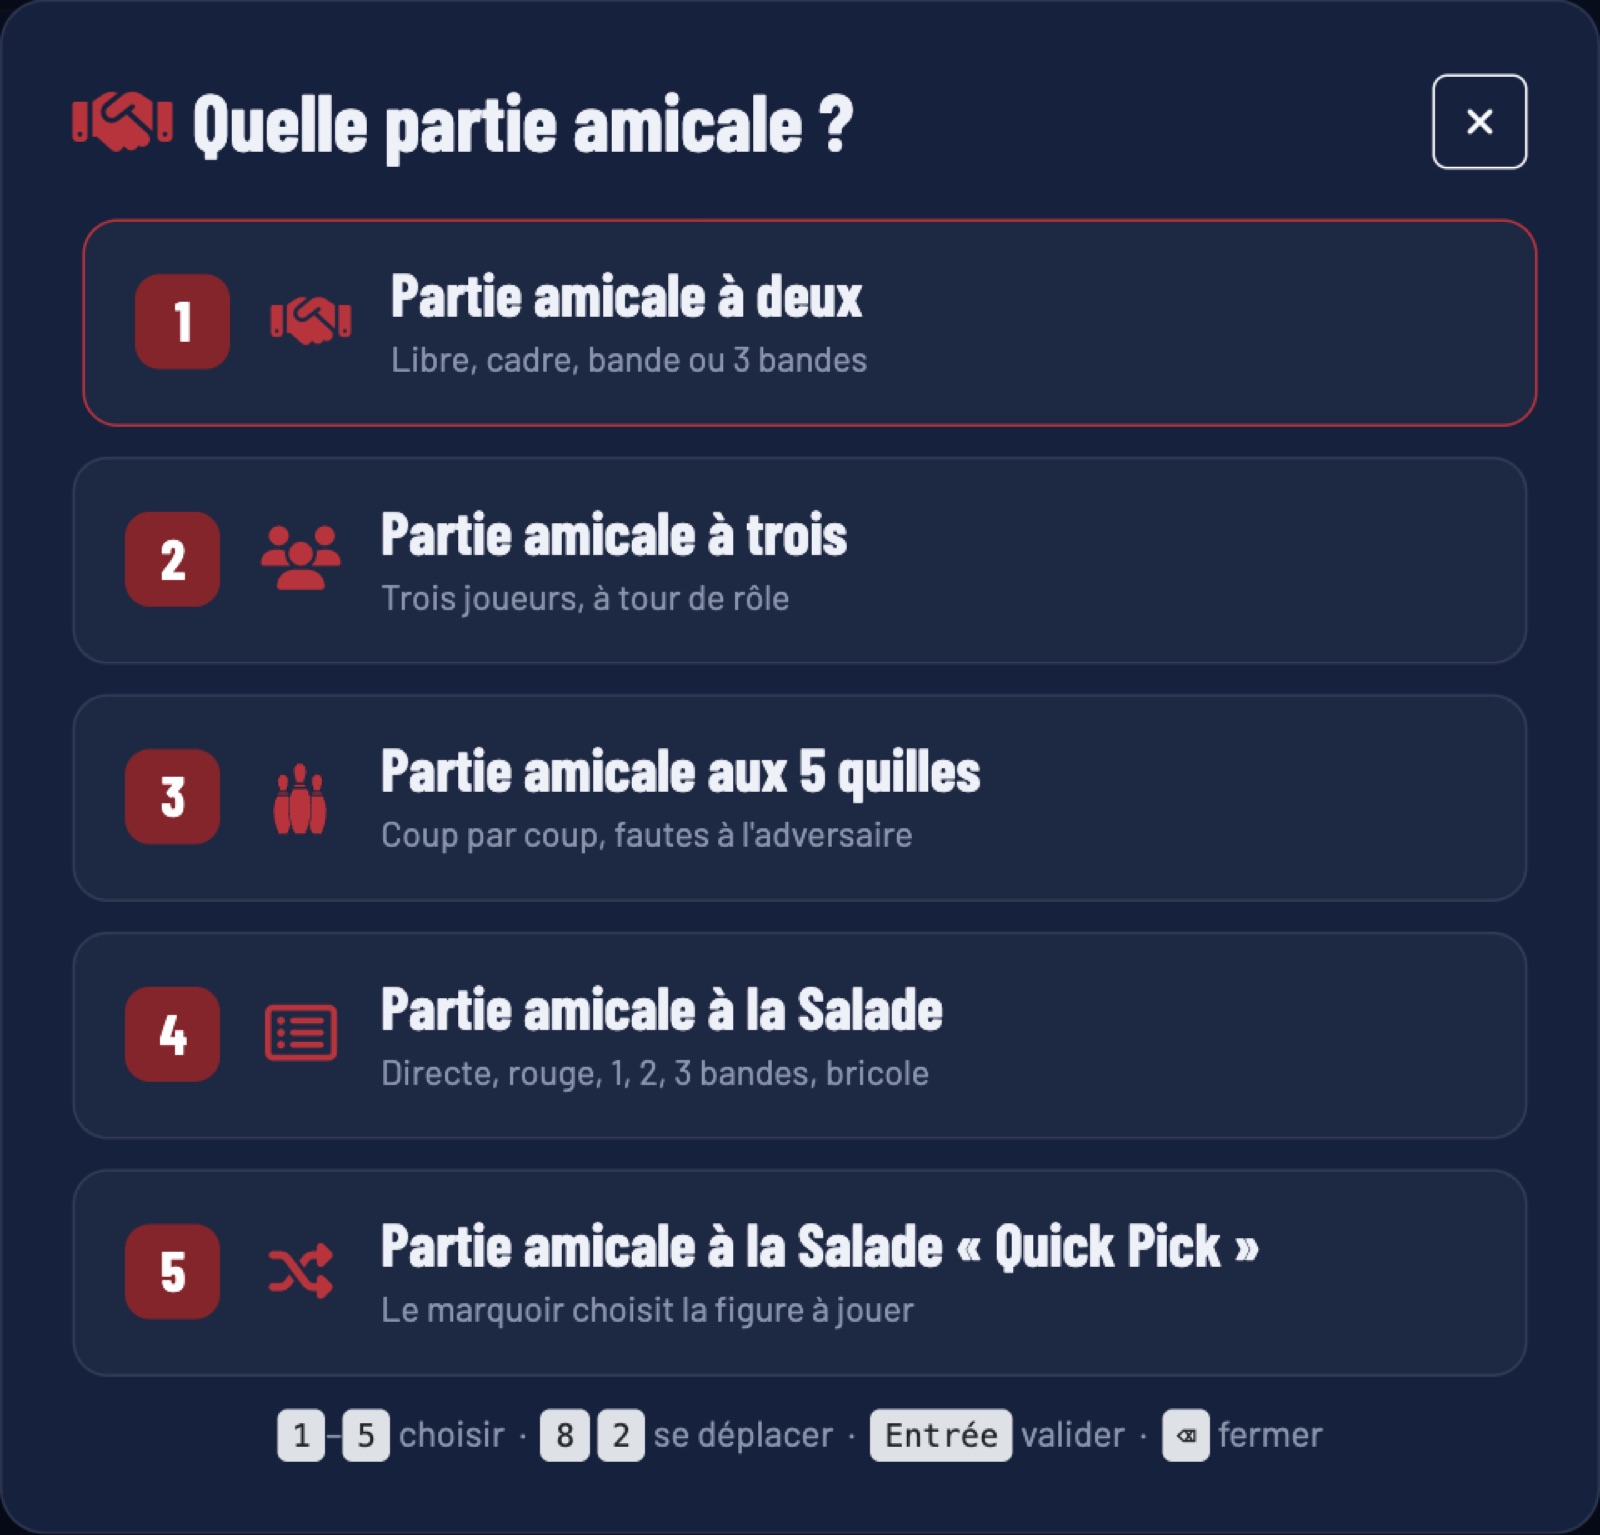 Quelle partie amicale ?
×
1
Partie amicale à deux
Libre, cadre, bande ou 3 bandes
2
Partie amicale à trois
Trois joueurs, à tour de rôle
3
Partie amicale aux 5 quilles
Coup par coup, fautes à l'adversaire
4
Partie amicale à la Salade
Directe, rouge, 1, 2, 3 bandes, bricole
5
Partie amicale à la Salade « Quick Pick »
Le marquoir choisit la figure à jouer
1–5 choisir · 8 2 se déplacer · Entrée valider · ⌫ fermer